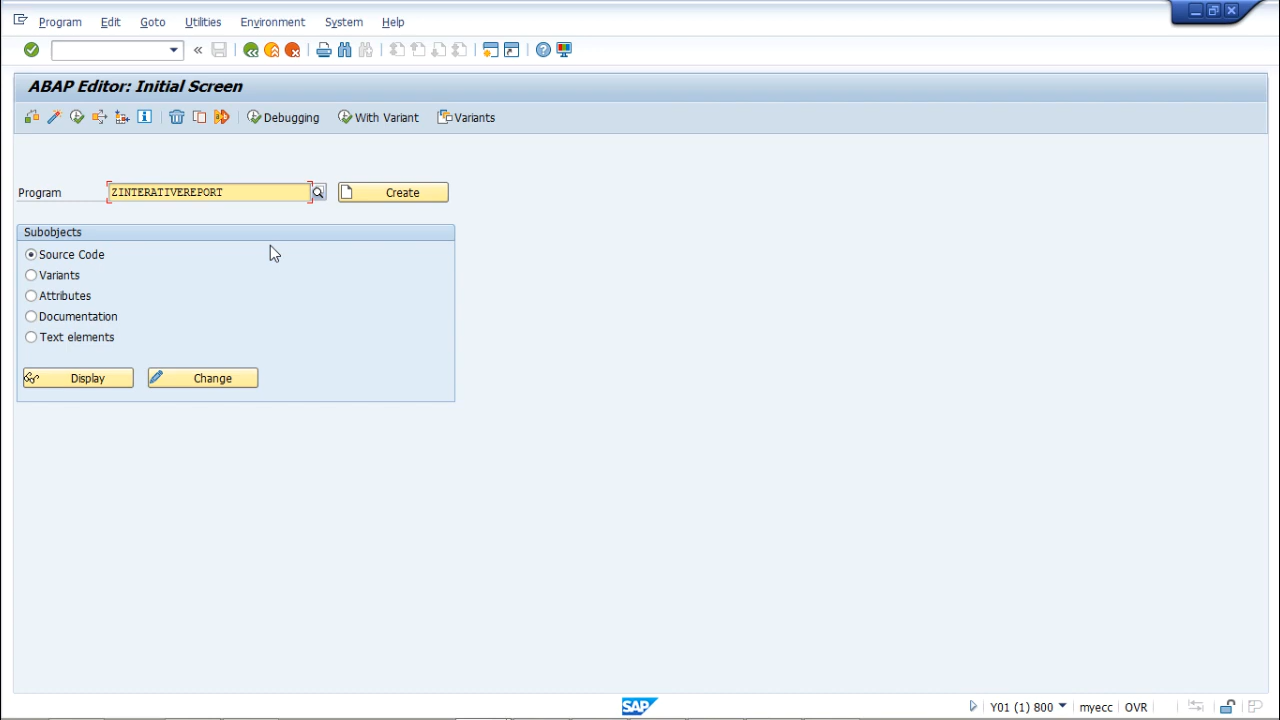 Program Edit Goto Utilities Environment System Help
ABAP Editor: Initial Screen
Debugging With Variant Variants
Program ZINTERATIVEREPORT Create
Subobjects
Source Code
Variants
Attributes
Documentation
Text elements
Display Change
SAP Y01 (1) 800 myecc OVR